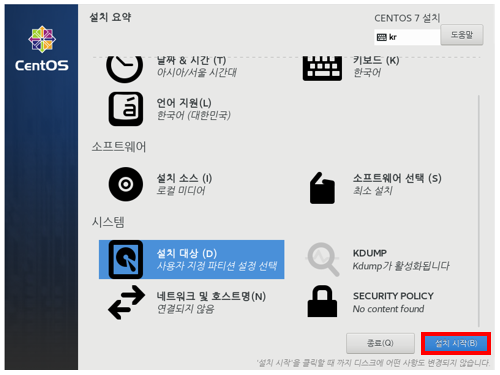 설치 요약
CENTOS 7 설치
kr
도움말
CentOS
날짜 & 시간 (T)
아시아/서울 시간대
키보드 (K)
한국어
언어 지원(L)
한국어 (대한민국)
소프트웨어
설치 소스 (I)
로컬 미디어
소프트웨어 선택 (S)
최소 설치
시스템
설치 대상 (D)
사용자 지정 파티션 설정 선택
KDUMP
Kdump가 활성화됩니다
네트워크 및 호스트명(N)
연결되지 않음
SECURITY POLICY
No content found
종료(Q)
설치 시작(B)
'설치 시작'을 클릭할 때 까지 디스크에 어떤 사항도 변경되지 않습니다.